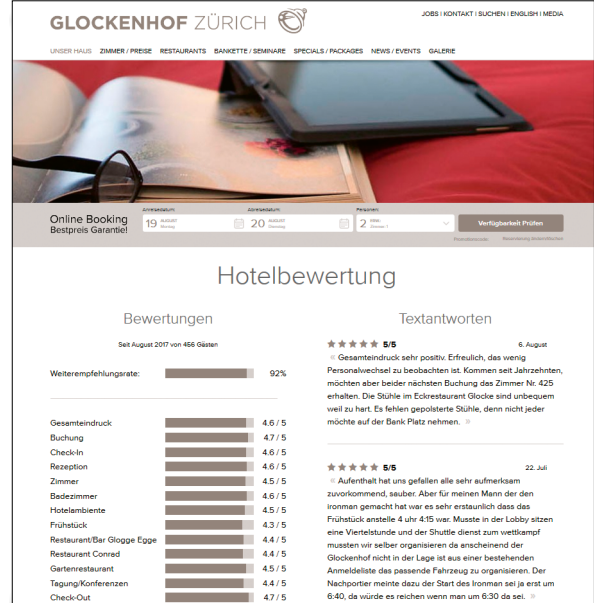 GLOCKENHOF ZÜRICH
JOBS I KONTAKT I SUCHEN I ENGLISH I MEDIA
UNSER HAUS ZIMMER / PREISE RESTAURANTS BANKETTE / SEMINARE SPECIALS / PACKAGES NEWS / EVENTS GALERIE
Online Booking
Bestpreis Garantie!
Anreisedatum:
19 AUGUST
Montag
Abreisedatum:
20 AUGUST
Dienstag
Personen:
2
Zimmer: 1
Verfügbarkeit Prüfen
Hotelbewertung
Bewertungen
Seit August 2017 von 456 Gästen
Weiterempfehlungsrate: 92%
Gesamteindruck 4.6 / 5
Buchung 4.7 / 5
Check-In 4.6 / 5
Rezeption 4.6 / 5
Zimmer 4.5 / 5
Badezimmer 4.6 / 5
Hotelambiente 4.5 / 5
Frühstück 4.3 / 5
Restaurant/Bar Glogge Egge 4.4 / 5
Restaurant Conrad 4.4 / 5
Gartenrestaurant 4.5 / 5
Tagung/Konferenzen 4.4 / 5
Check-Out 4.7 / 5
Textantworten
★★★★★ 5/5 6. August
« Gesamteindruck sehr positiv. Erfreulich, das wenig
Personalwechsel zu beobachten ist. Kommen seit Jahrzehnten,
möchten aber beider nächsten Buchung das Zimmer Nr. 425
erhalten. Die Stühle im Eckrestaurant Glocke sind unbequem
weil zu hart. Es fehlen gepolsterte Stühle, denn nicht jeder
möchte auf der Bank Platz nehmen. »
★★★★★ 5/5 22. Juli
« Aufenthalt hat uns gefallen alle sehr aufmerksam
zuvorkommend, sauber. Aber für meinen Mann der den
ironman gemacht hat war es sehr erstaunlich dass das
Frühstück anstelle 4 uhr 4:15 war. Musste in der Lobby sitzen
eine Viertelstunde und der Shuttle dienst zum wettkampf
mussten wir selber organisieren da anscheinend der
Glockenhof nicht in der Lage ist aus einer bestehenden
Anmeldeliste das passende Fahrzeug zu organisieren. Der
Nachportier meinte dazu der Start des Ironman sei ja erst um
6:40, da würde es reichen wenn man um 6:30 da sei. »